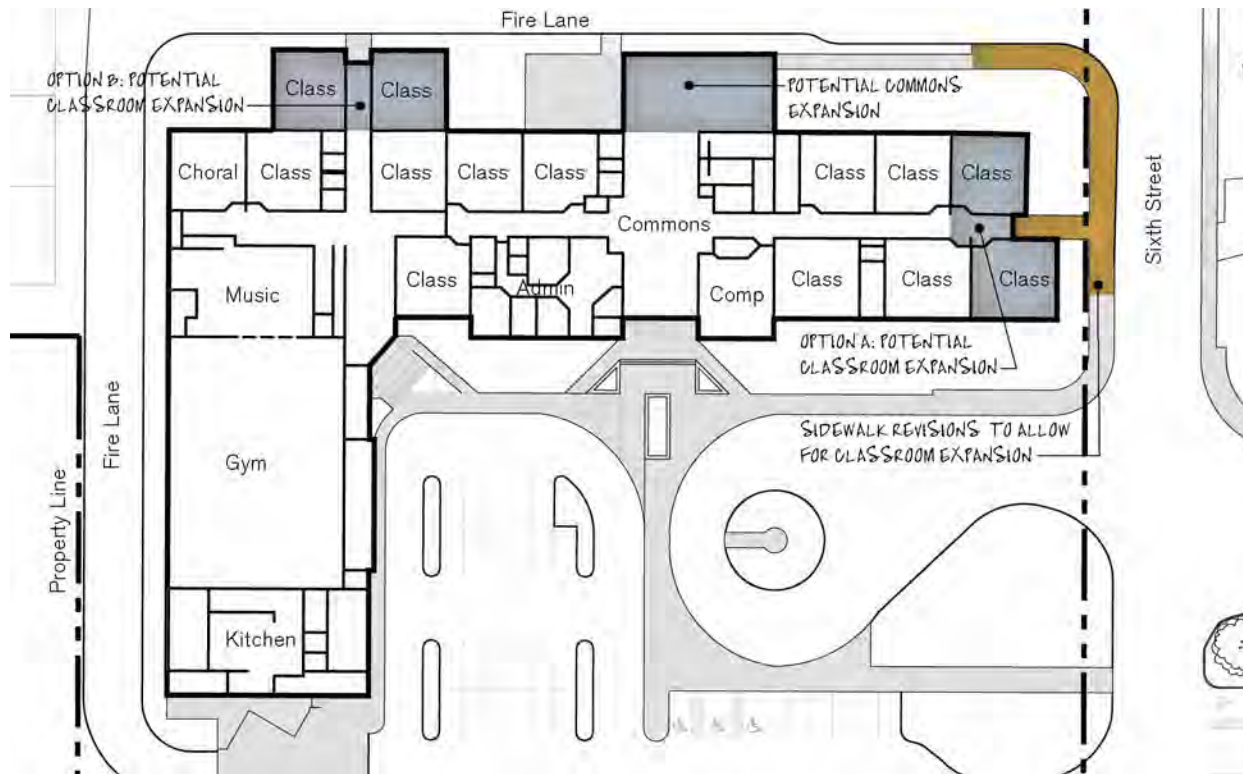 Fire Lane
OPTION B: POTENTIAL
CLASSROOM EXPANSION
Class
Class
POTENTIAL COMMONS
EXPANSION
Choral
Class
Class
Class
Class
Class
Class
Class
Sixth Street
Commons
Class
Admin
Music
Comp
Class
Class
Class
OPTION A: POTENTIAL
CLASSROOM EXPANSION
SIDEWALK REVISIONS TO ALLOW
FOR CLASSROOM EXPANSION
Fire Lane
Gym
Property Line
Kitchen